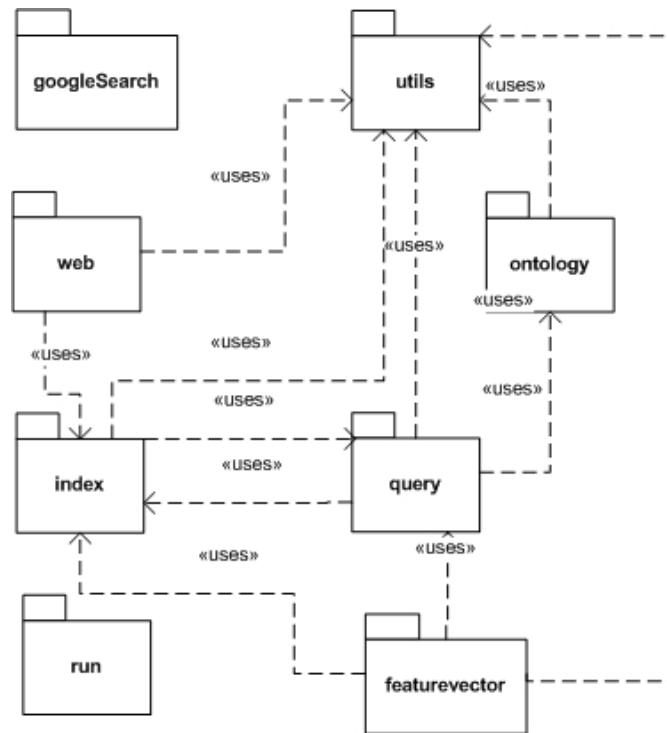 googleSearch
utils
«uses»
«uses»
web
«uses»
ontology
«uses»
«uses»
«uses»
«uses»
«uses»
index
«uses»
query
«uses»
«uses»
run
featurevector